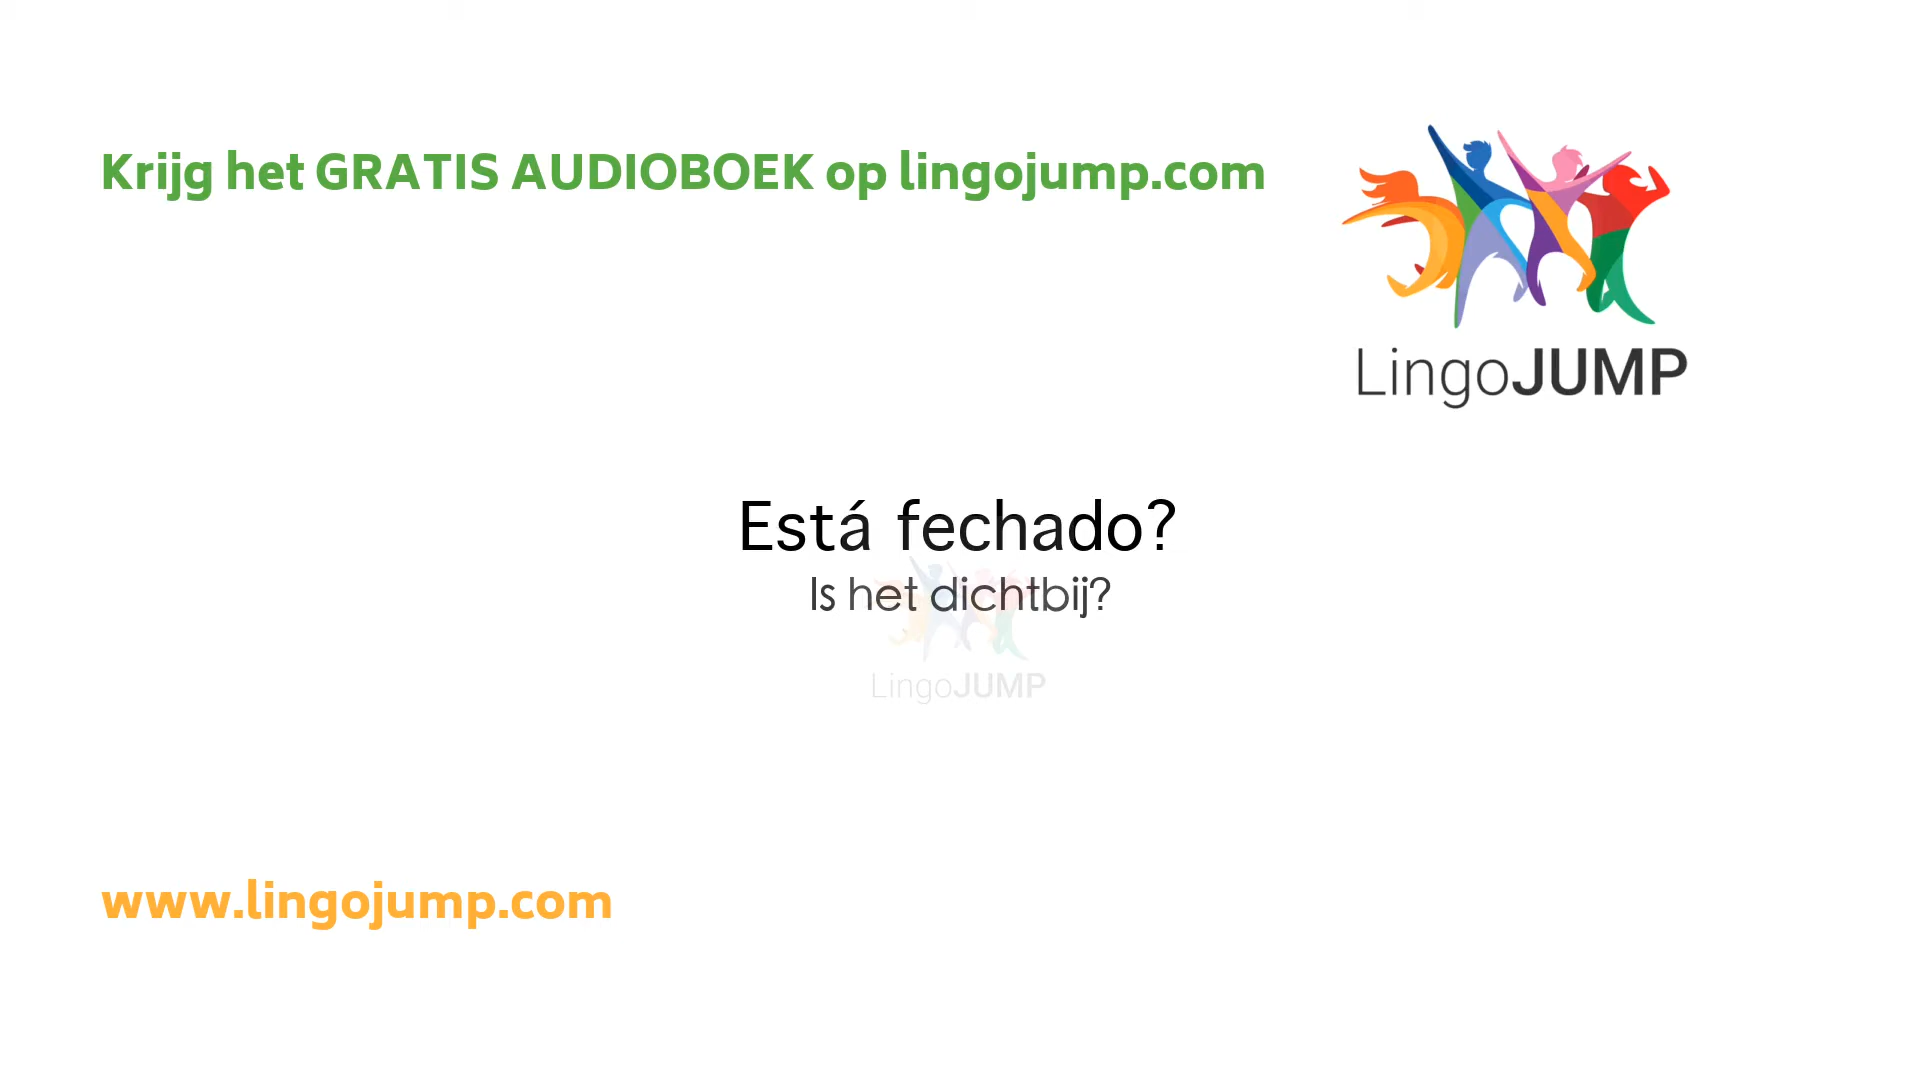 Krijg het GRATIS AUDIOBOEK op lingojump.com
LingoJUMP
Está fechado?
Is het dichtbij?
LingoJUMP
www.lingojump.com